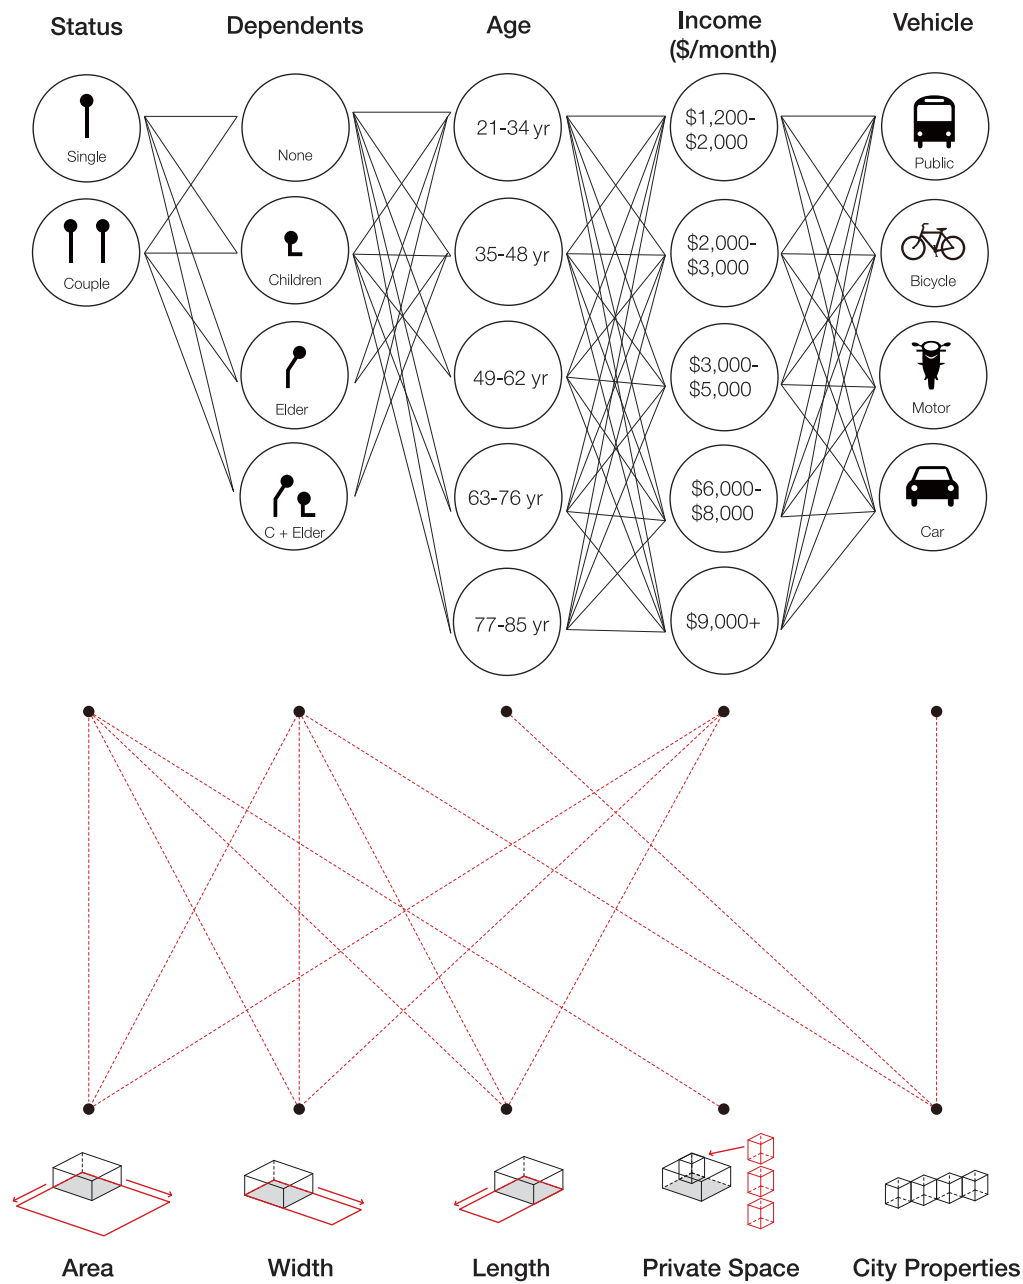 Status
Dependents
Age
Income
($/month)
Vehicle
Single
None
21-34 yr
$1,200-
$2,000
Public
Couple
Children
35-48 yr
$2,000-
$3,000
Bicycle
Elder
49-62 yr
$3,000-
$5,000
Motor
C + Elder
63-76 yr
$6,000-
$8,000
Car
77-85 yr
$9,000+
Area
Width
Length
Private Space
City Properties